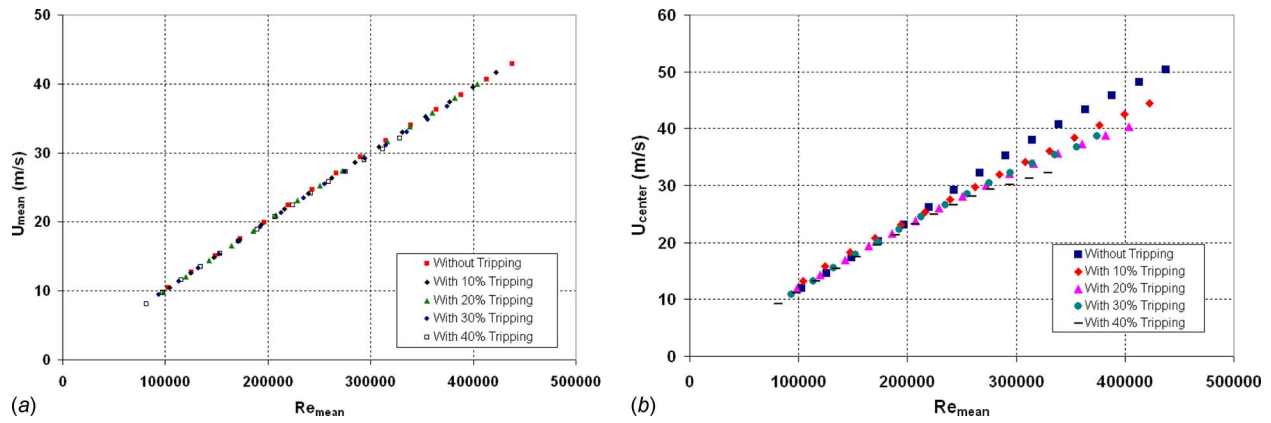 50
40
30
20
10
0
Umean (m/s)
Without Tripping
With 10% Tripping
With 20% Tripping
With 30% Tripping
With 40% Tripping
0
100000
200000
300000
400000
500000
Remean
(a)
60
50
40
30
20
10
0
Ucenter (m/s)
Without Tripping
With 10% Tripping
With 20% Tripping
With 30% Tripping
With 40% Tripping
0
100000
200000
300000
400000
500000
Remean
(b)